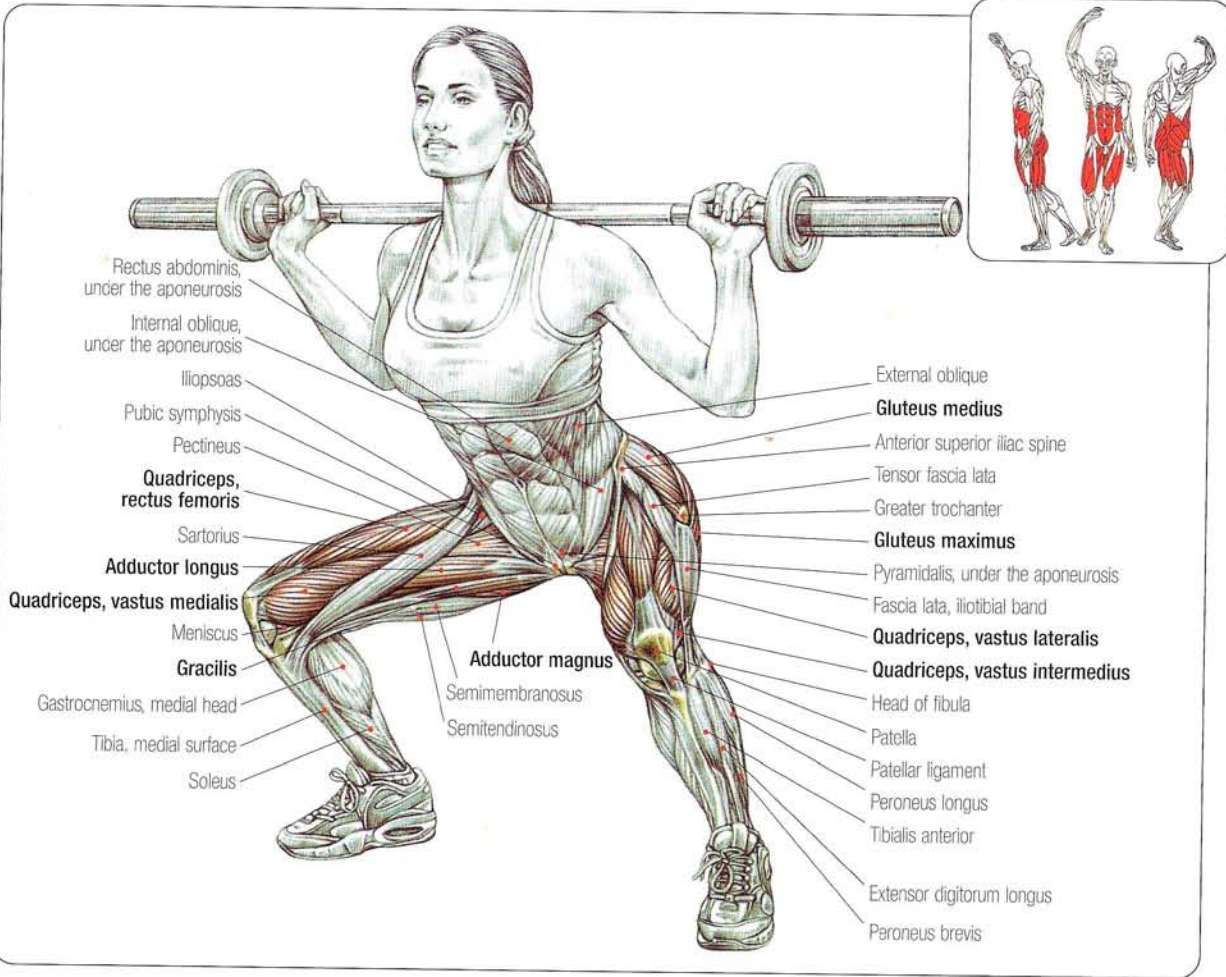 Rectus abdominis,
under the aponeurosis
Internal oblique,
under the aponeurosis
Iliopsoas
Pubic symphysis
Pectineus
Quadriceps,
rectus femoris
Sartorius
Adductor longus
Quadriceps, vastus medialis
Meniscus
Gracilis
Gastrocnemius, medial head
Tibia, medial surface
Soleus
Adductor magnus
Semimembranosus
Semitendinosus
External oblique
Gluteus medius
Anterior superior iliac spine
Tensor fascia lata
Greater trochanter
Gluteus maximus
Pyramidalis, under the aponeurosis
Fascia lata, iliotibial band
Quadriceps, vastus lateralis
Quadriceps, vastus intermedius
Head of fibula
Patella
Patellar ligament
Peroneus longus
Tibialis anterior
Extensor digitorum longus
Peroneus brevis